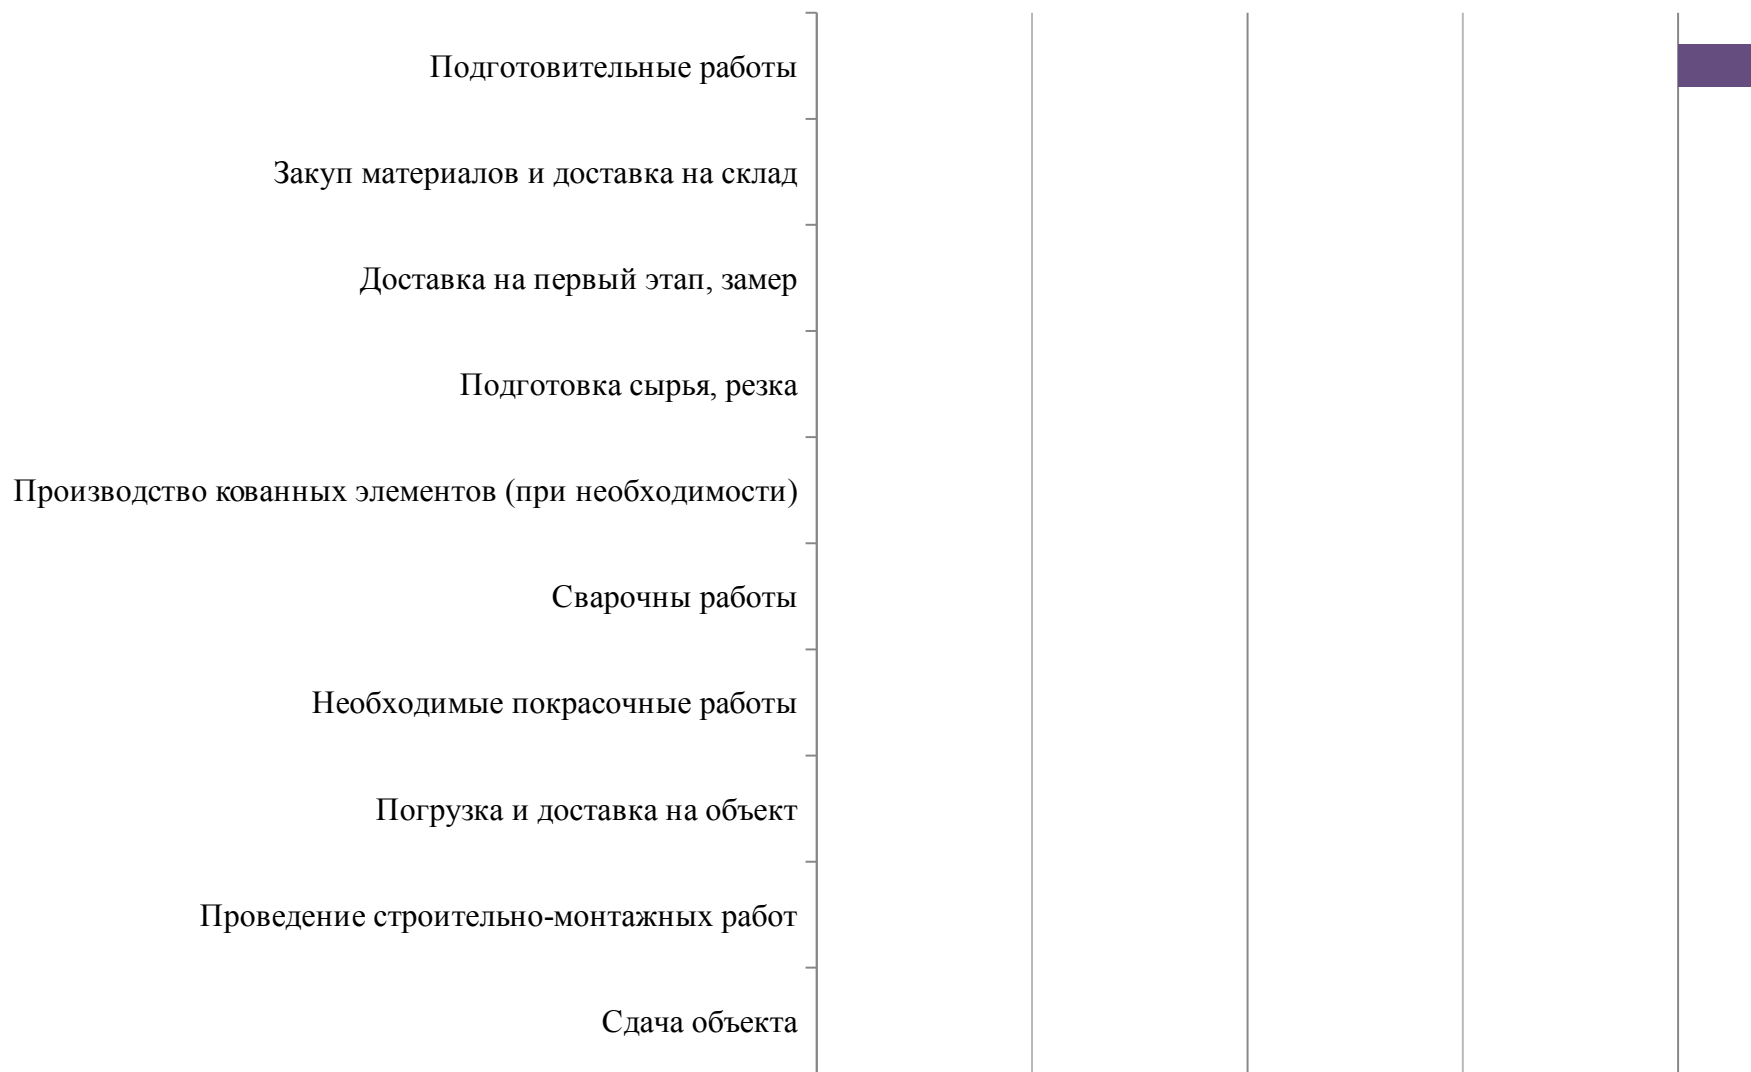 Подготовительные работы
Закуп материалов и доставка на склад
Доставка на первый этап, замер
Подготовка сырья, резка
Производство кованных элементов (при необходимости)
Сварочны работы
Необходимые покрасочные работы
Погрузка и доставка на объект
Проведение строительно-монтажных работ
Сдача объекта